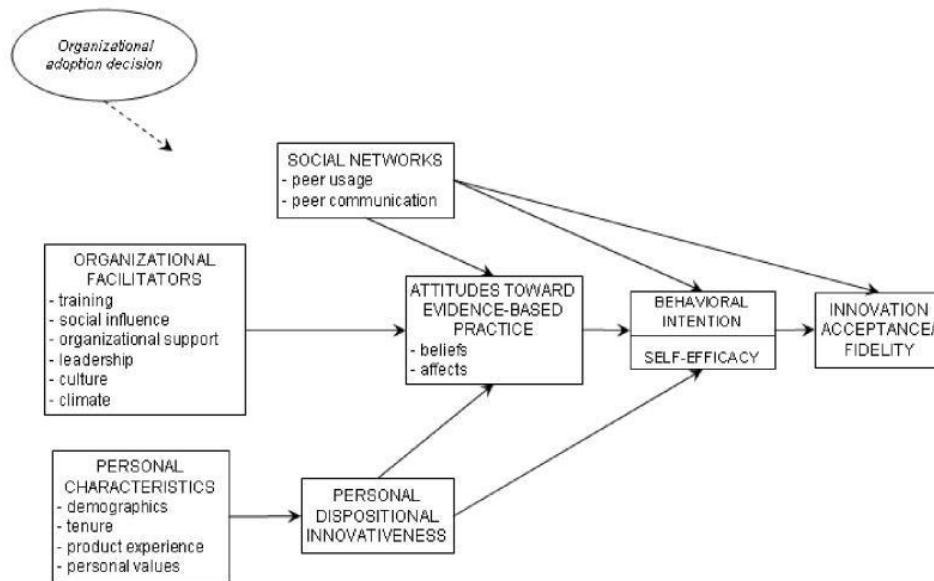 Organizational
adoption decision
SOCIAL NETWORKS
- peer usage
- peer communication
ORGANIZATIONAL
FACILITATORS
- training
- social influence
- organizational support
- leadership
- culture
- climate
ATTITUDES TOWARD
EVIDENCE-BASED
PRACTICE
- beliefs
- affects
BEHAVIORAL
INTENTION
SELF-EFFICACY
INNOVATION
ACCEPTANCE/
FIDELITY
PERSONAL
CHARACTERISTICS
- demographics
- tenure
- product experience
- personal values
PERSONAL
DISPOSITIONAL
INNOVATIVENESS